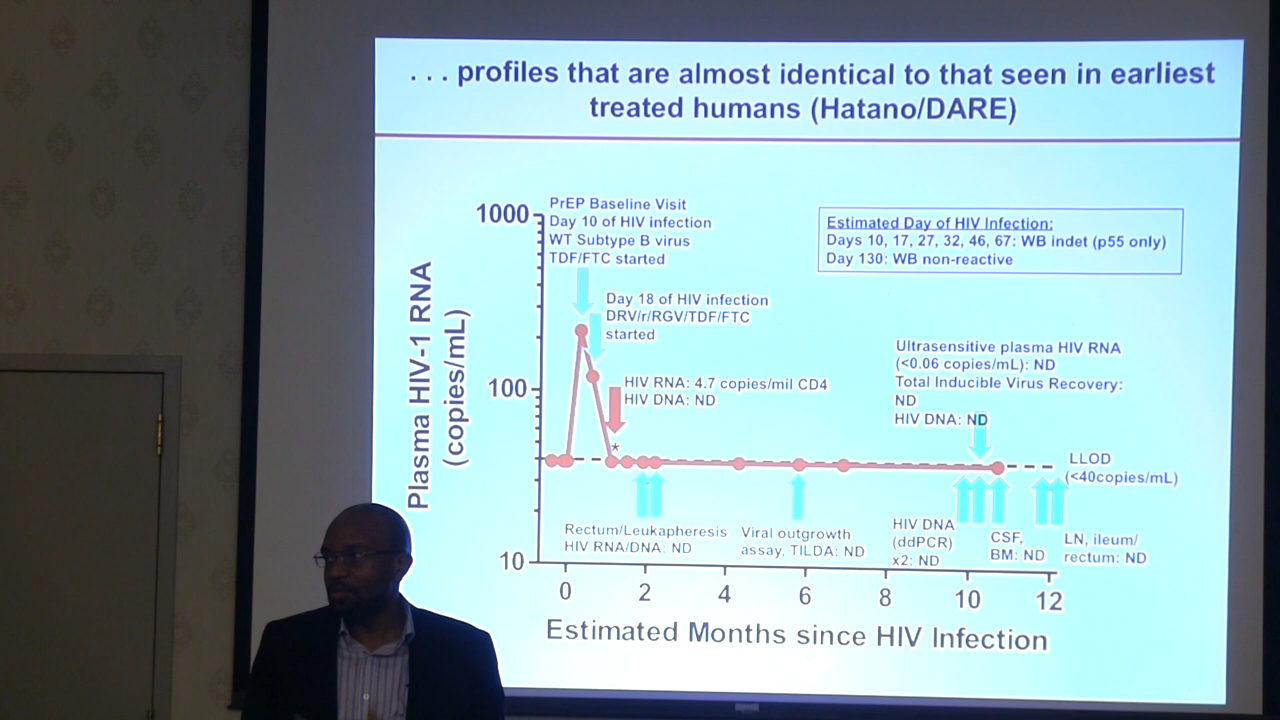 . . . profiles that are almost identical to that seen in earliest
treated humans (Hatano/DARE)
PrEP Baseline Visit
Day 10 of HIV infection
WT Subtype B virus
TDF/FTC started
Estimated Day of HIV Infection:
Days 10, 17, 27, 32, 46, 67: WB indet (p55 only)
Day 130: WB non-reactive
Day 18 of HIV infection
DRV/r/RGV/TDF/FTC
started
HIV RNA: 4.7 copies/mil CD4
HIV DNA: ND
*
Ultrasensitive plasma HIV RNA
(<0.06 copies/mL): ND
Total Inducible Virus Recovery:
ND
HIV DNA: ND
LLOD
(<40copies/mL)
Plasma HIV-1 RNA
(copies/mL)
1000
100
10
Rectum/Leukapheresis
HIV RNA/DNA: ND
Viral outgrowth
assay, TILDA: ND
HIV DNA
(ddPCR)
x2: ND
CSF,
BM: ND
LN, ileum/
rectum: ND
0 2 4 6 8 10 12
Estimated Months since HIV Infection